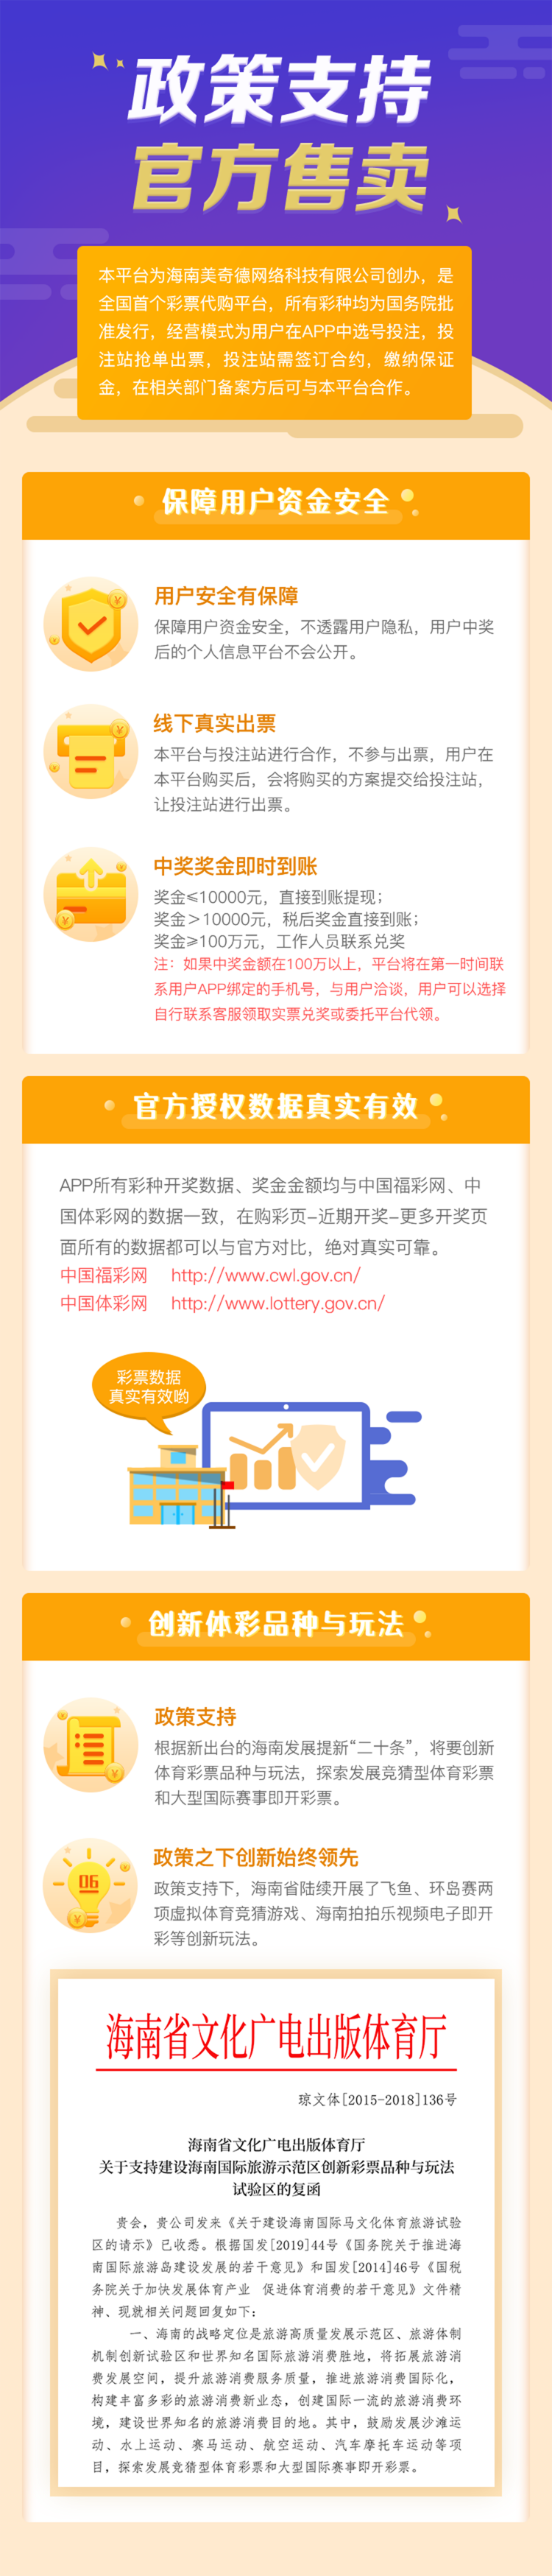 政策支持
官方售卖
本平台为海南美奇德网络科技有限公司创办，是
全国首个彩票代购平台，所有彩种均为国务院批
准发行，经营模式为用户在APP中选号投注，投
注站抢单出票，投注站需签订合约，缴纳保证
金，在相关部门备案方后可与本平台合作。
保障用户资金安全
用户安全有保障
保障用户资金安全，不透露用户隐私，用户中奖
后的个人信息平台不会公开。
线下真实出票
本平台与投注站进行合作，不参与出票，用户在
本平台购买后，会将购买的方案提交给投注站，
让投注站进行出票。
中奖奖金即时到账
奖金≤10000元，直接到账提现；
奖金＞10000元，税后奖金直接到账；
奖金≥100万元，工作人员联系兑奖
注：如果中奖金额在100万以上，平台将在第一时间联
系用户APP绑定的手机号，与用户洽谈，用户可以选择
自行联系客服领取实票兑奖或委托平台代领。
官方授权数据真实有效
APP所有彩种开奖数据、奖金金额均与中国福彩网、中
国体彩网的数据一致，在购彩页-近期开奖-更多开奖页
面所有的数据都可以与官方对比，绝对真实可靠。
中国福彩网 http://www.cwl.gov.cn/
中国体彩网 http://www.lottery.gov.cn/
彩票数据
真实有效哟
创新体彩品种与玩法
政策支持
根据新出台的海南发展提新“二十条”，将要创新
体育彩票品种与玩法，探索发展竞猜型体育彩票
和大型国际赛事即开彩票。
06
政策之下创新始终领先
政策支持下，海南省陆续开展了飞鱼、环岛赛两
项虚拟体育竞猜游戏、海南拍拍乐视频电子即开
彩等创新玩法。
海南省文化广电出版体育厅
琼文体[2015-2018]136号
海南省文化广电出版体育厅
关于支持建设海南国际旅游示范区创新彩票品种与玩法
试验区的复函
贵会，贵公司发来《关于建设海南国际马文化体育旅游试验
区的请示》已收悉。根据国发[2019]44号《国务院关于推进海
南国际旅游岛建设发展的若干意见》和国发[2014]46号《国税
务院关于加快发展体育产业 促进体育消费的若干意见》文件精
神、现就相关问题回复如下：
一、海南的战略定位是旅游高质量发展示范区、旅游体制
机制创新试验区和世界知名国际旅游消费胜地，将拓展旅游消
费发展空间，提升旅游消费服务质量，推进旅游消费国际化，
构建丰富多彩的旅游消费新业态，创建国际一流的旅游消费环
境，建设世界知名的旅游消费目的地。其中，鼓励发展沙滩运
动、水上运动、赛马运动、航空运动、汽车摩托车运动等项
目，探索发展竞猜型体育彩票和大型国际赛事即开彩票。